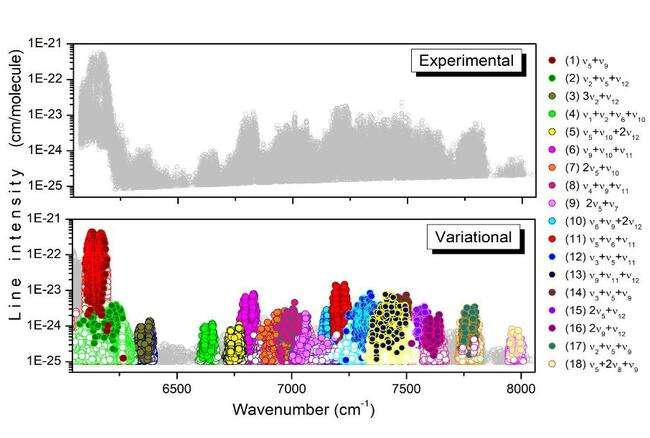 1E-21
1E-22
1E-23
1E-24
1E-25
Experimental
1E-21
1E-22
1E-23
1E-24
1E-25
Variational
Line intensity (cm/molecule)
6500 7000 7500 8000
Wavenumber (cm⁻¹)
(1) ν₅+ν₉
(2) ν₂+ν₅+ν₁₂
(3) 3ν₂+ν₁₂
(4) ν₁+ν₂+ν₆+ν₁₀
(5) ν₅+ν₁₀+2ν₁₂
(6) ν₉+ν₁₀+ν₁₁
(7) 2ν₅+ν₁₀
(8) ν₄+ν₉+ν₁₁
(9) 2ν₅+ν₇
(10) ν₆+ν₉+2ν₁₂
(11) ν₅+ν₆+ν₁₁
(12) ν₃+ν₅+ν₁₁
(13) ν₉+ν₁₁+ν₁₂
(14) ν₃+ν₅+ν₉
(15) 2ν₅+ν₁₂
(16) 2ν₉+ν₁₂
(17) ν₂+ν₅+ν₉
(18) ν₅+2ν₈+ν₉